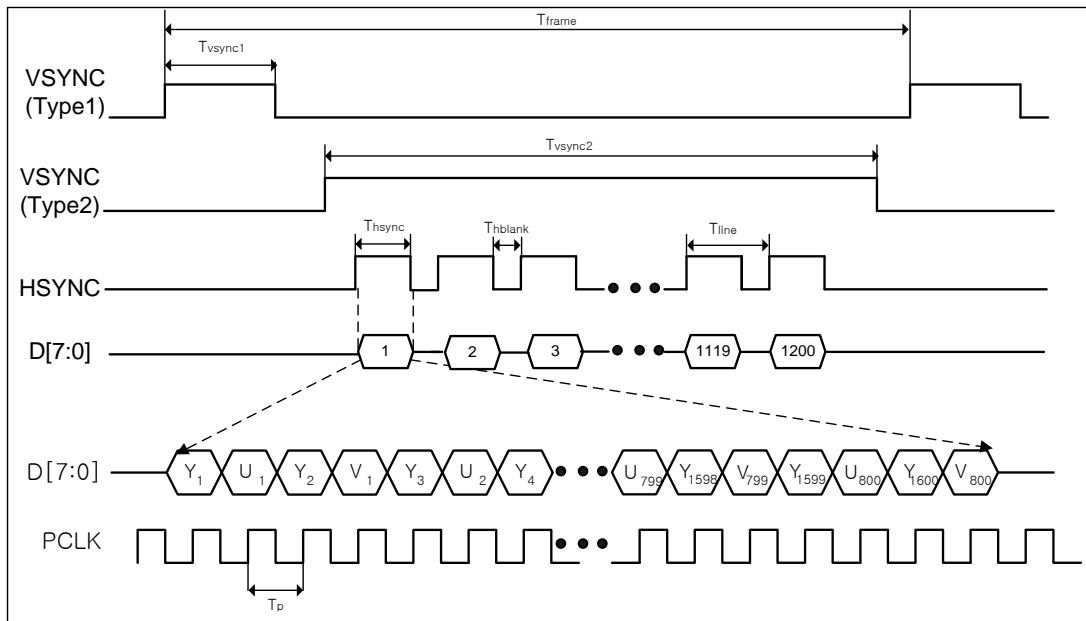 Tframe
Tvsync1
VSYNC
(Type1)
Tvsync2
VSYNC
(Type2)
Thsync
Thblank
Tline
HSYNC
D[7:0]
1
2
3
1119
1200
D[7:0]
Y1 U1 Y2 V1 Y3 U2 Y4 U799 Y1598 V799 Y1599 U800 Y1600 V800
PCLK
Tp